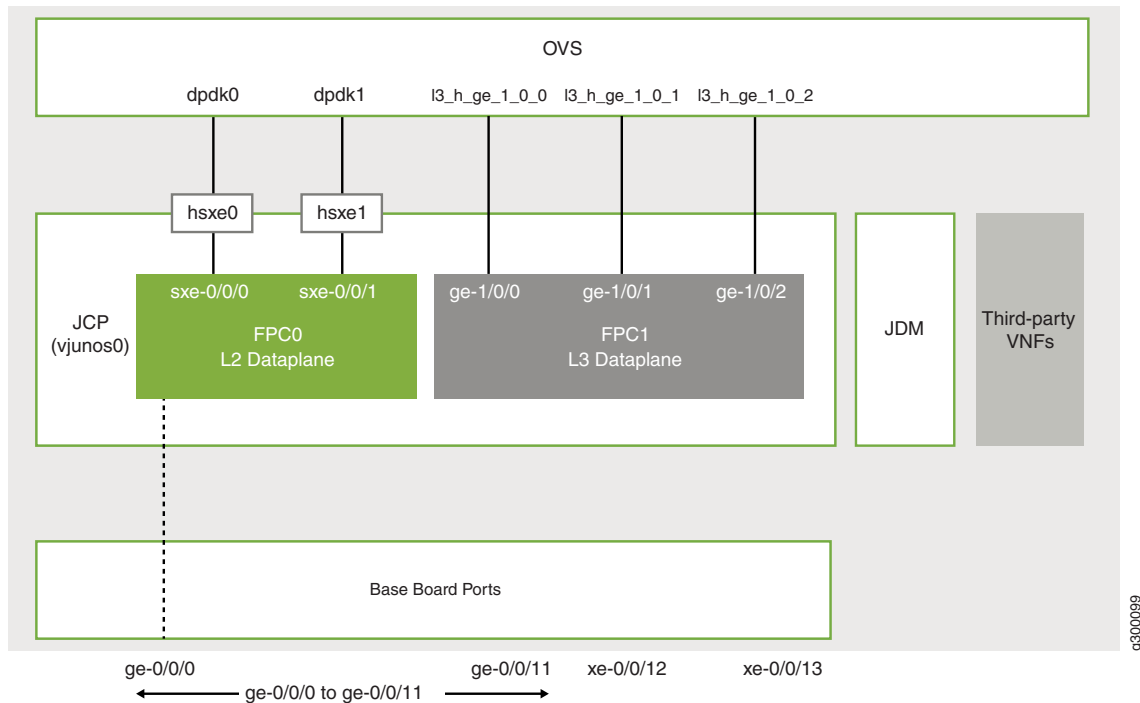 OVS
dpdk0 dpdk1 l3_h_ge_1_0_0 l3_h_ge_1_0_1 l3_h_ge_1_0_2
hsxe0 hsxe1
sxe-0/0/0 sxe-0/0/1 ge-1/0/0 ge-1/0/1 ge-1/0/2
JCP
(vjunos0)
FPC0
L2 Dataplane
FPC1
L3 Dataplane
JDM
Third-party
VNFs
Base Board Ports
ge-0/0/0 ge-0/0/11 xe-0/0/12 xe-0/0/13
ge-0/0/0 to ge-0/0/11
g300099